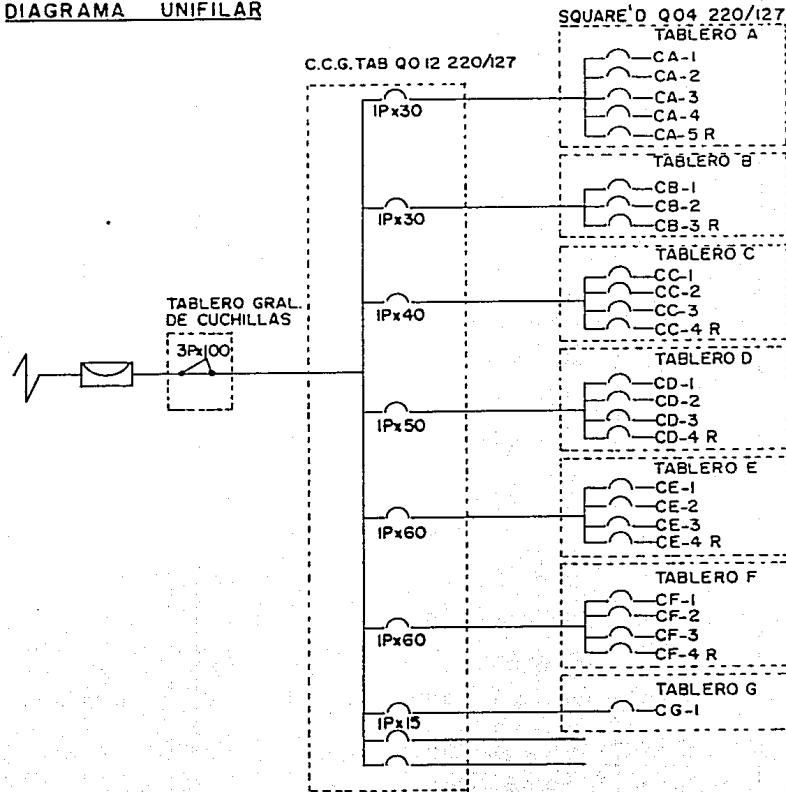 DIAGRAMA UNIFILAR
SQUARE'D QO4 220/127
C.C.G. TAB QO 12 220/127
TABLERO A
CA-1
CA-2
CA-3
CA-4
CA-5 R
1Px30
TABLERO B
CB-1
CB-2
CB-3 R
1Px30
TABLERO C
CC-1
CC-2
CC-3
CC-4 R
1Px40
TABLERO GRAL.
DE CUCHILLAS
3Px100
TABLERO D
CD-1
CD-2
CD-3
CD-4 R
1Px50
TABLERO E
CE-1
CE-2
CE-3
CE-4 R
1Px60
TABLERO F
CF-1
CF-2
CF-3
CF-4 R
1Px60
TABLERO G
CG-1
1Px15